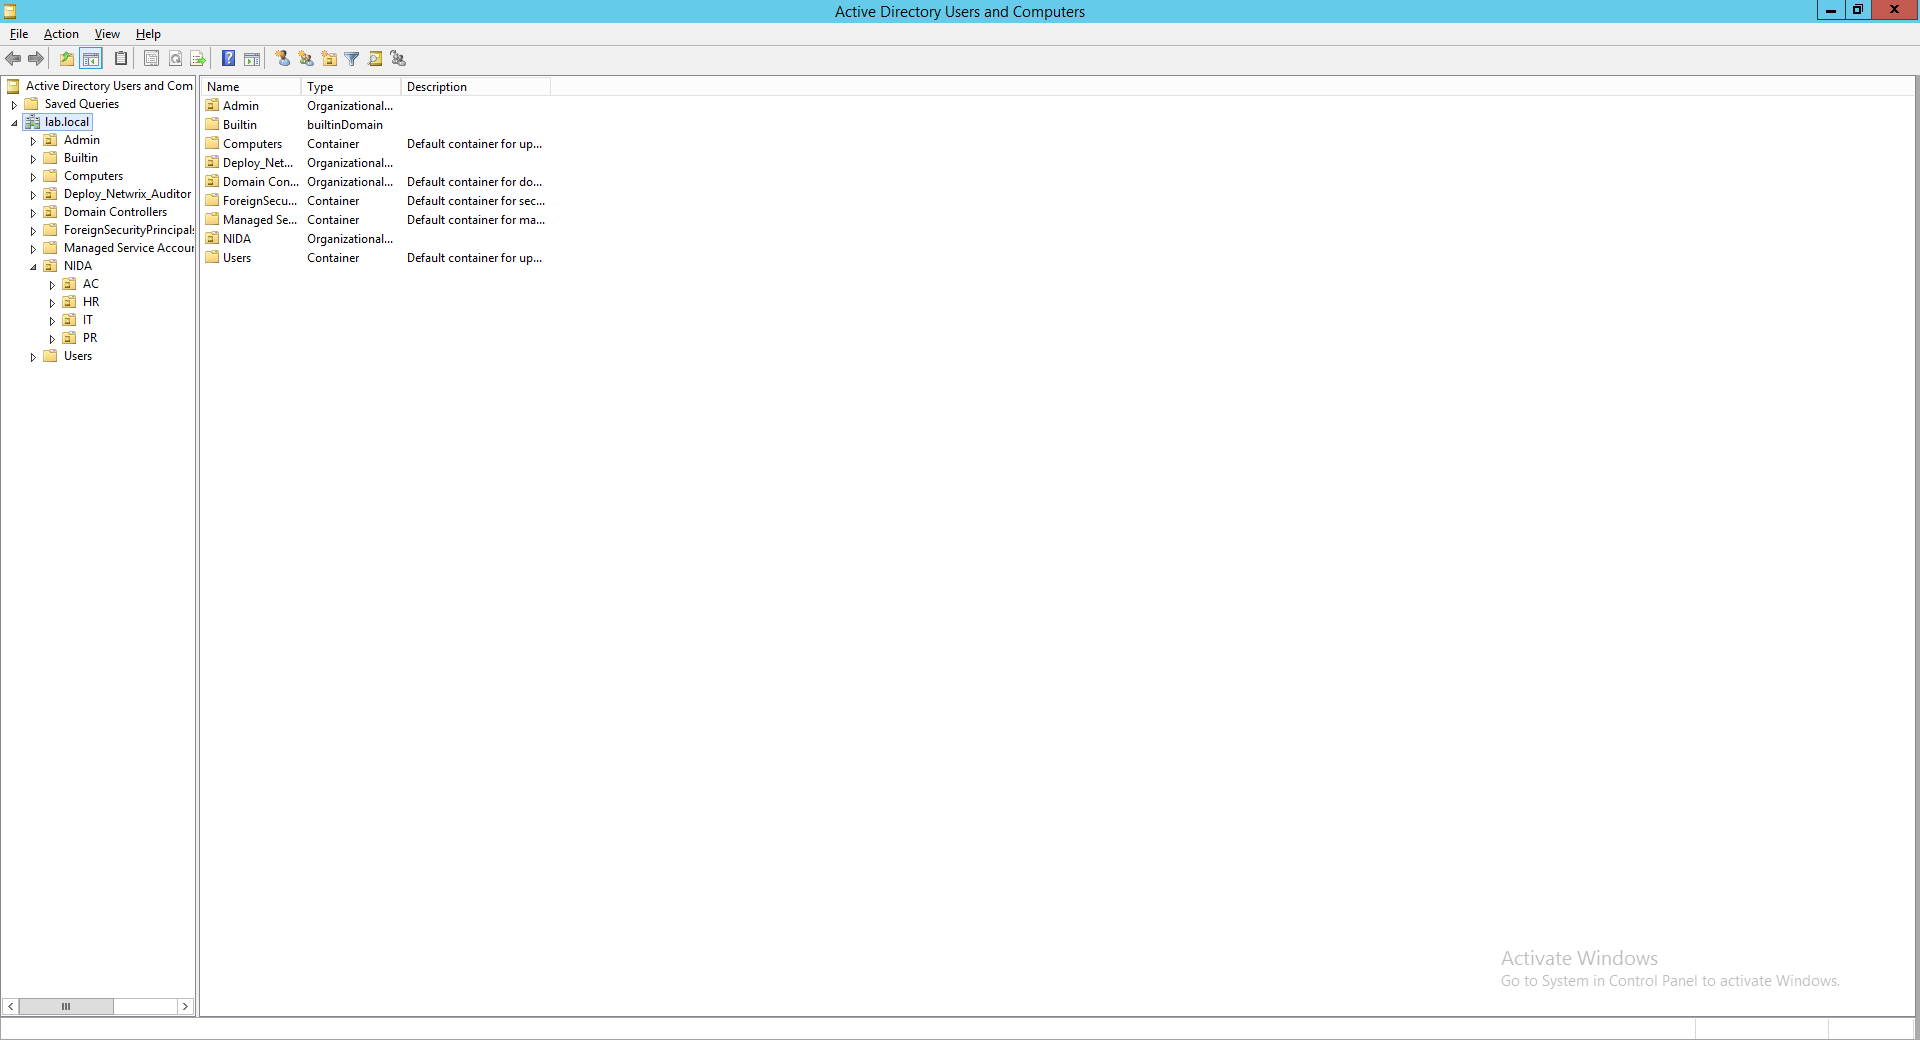 Active Directory Users and Computers
File Action View Help
Active Directory Users and Com
Saved Queries
lab.local
Admin
Builtin
Computers
Deploy_Netwrix_Auditor
Domain Controllers
ForeignSecurityPrincipals
Managed Service Accour
NIDA
AC
HR
IT
PR
Users
Name Type Description
Admin Organizational...
Builtin builtinDomain
Computers Container Default container for up...
Deploy_Net... Organizational...
Domain Con... Organizational... Default container for do...
ForeignSecu... Container Default container for sec...
Managed Se... Container Default container for ma...
NIDA Organizational...
Users Container Default container for up...
Activate Windows
Go to System in Control Panel to activate Windows.